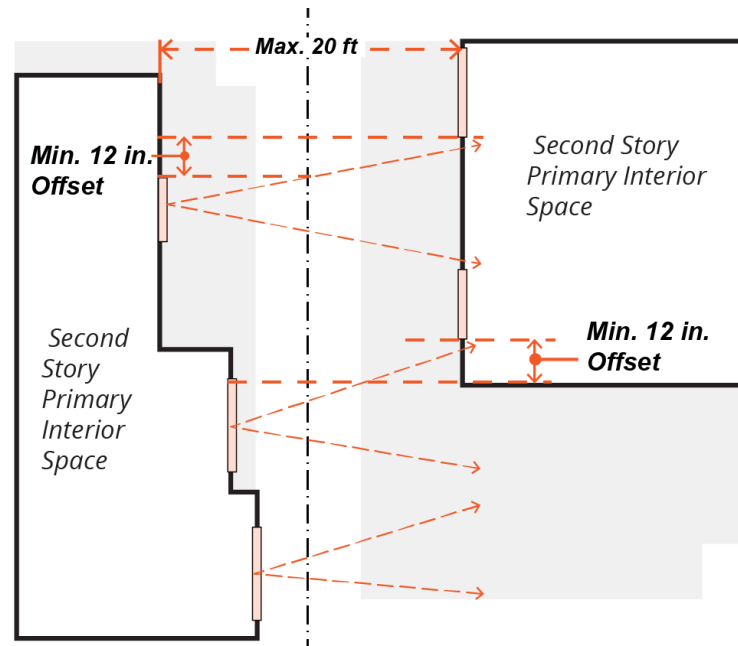 Max. 20 ft
Min. 12 in.
Offset
Second Story
Primary Interior
Space
Second
Story
Primary
Interior
Space
Min. 12 in.
Offset